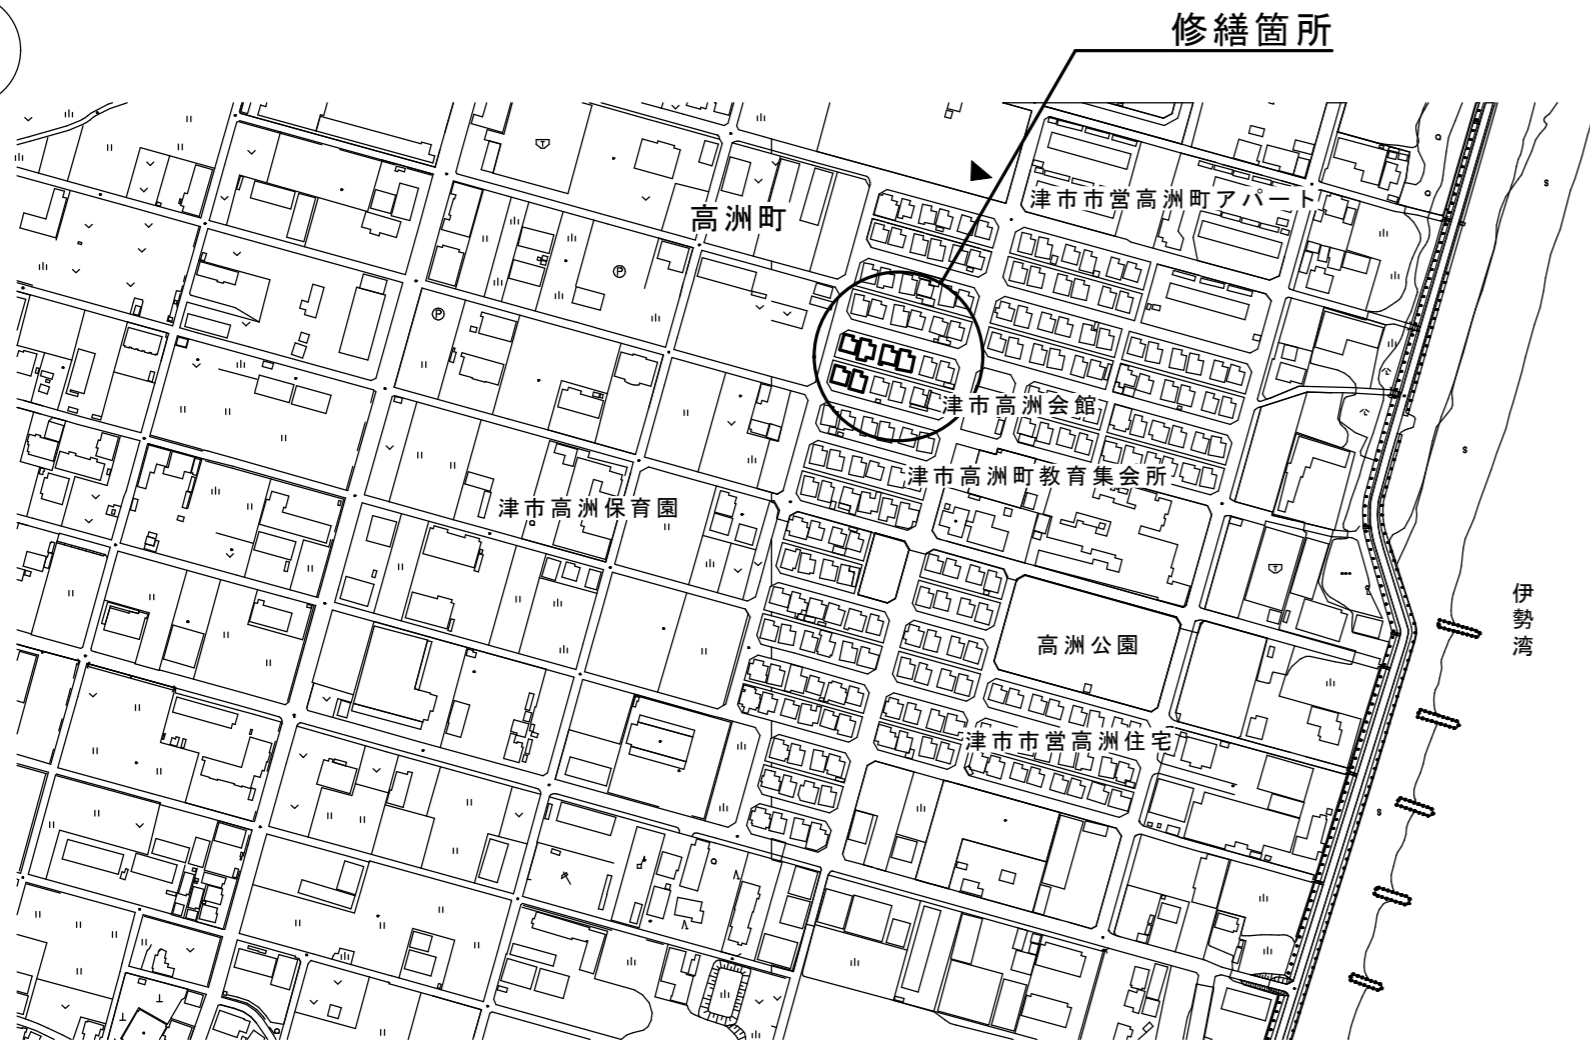 修繕箇所
津市市営高洲町アパート
高洲町
津市高洲会館
津市高洲町教育集会所
津市高洲保育園
伊勢湾
高洲公園
津市市営高洲住宅